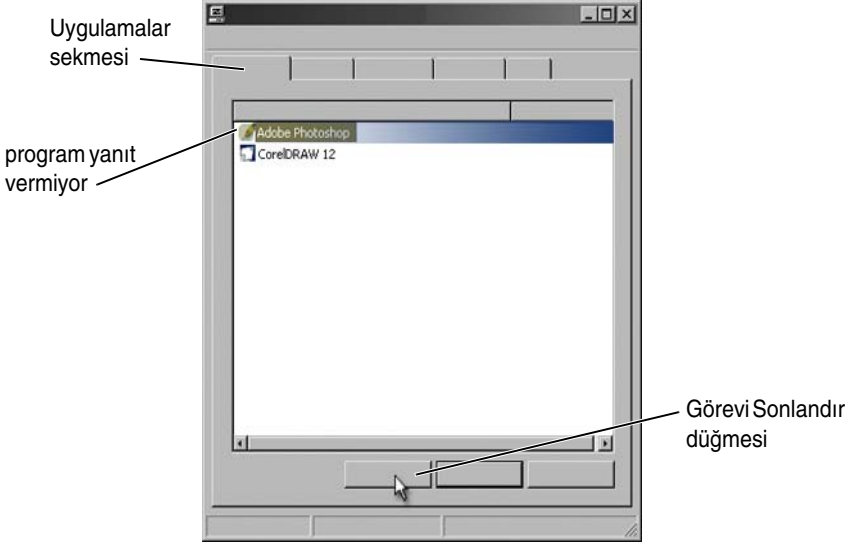 Uygulamalar
sekmesi
program yanıt
vermiyor
Adobe Photoshop
CorelDRAW 12
Görevi Sonlandır
düğmesi